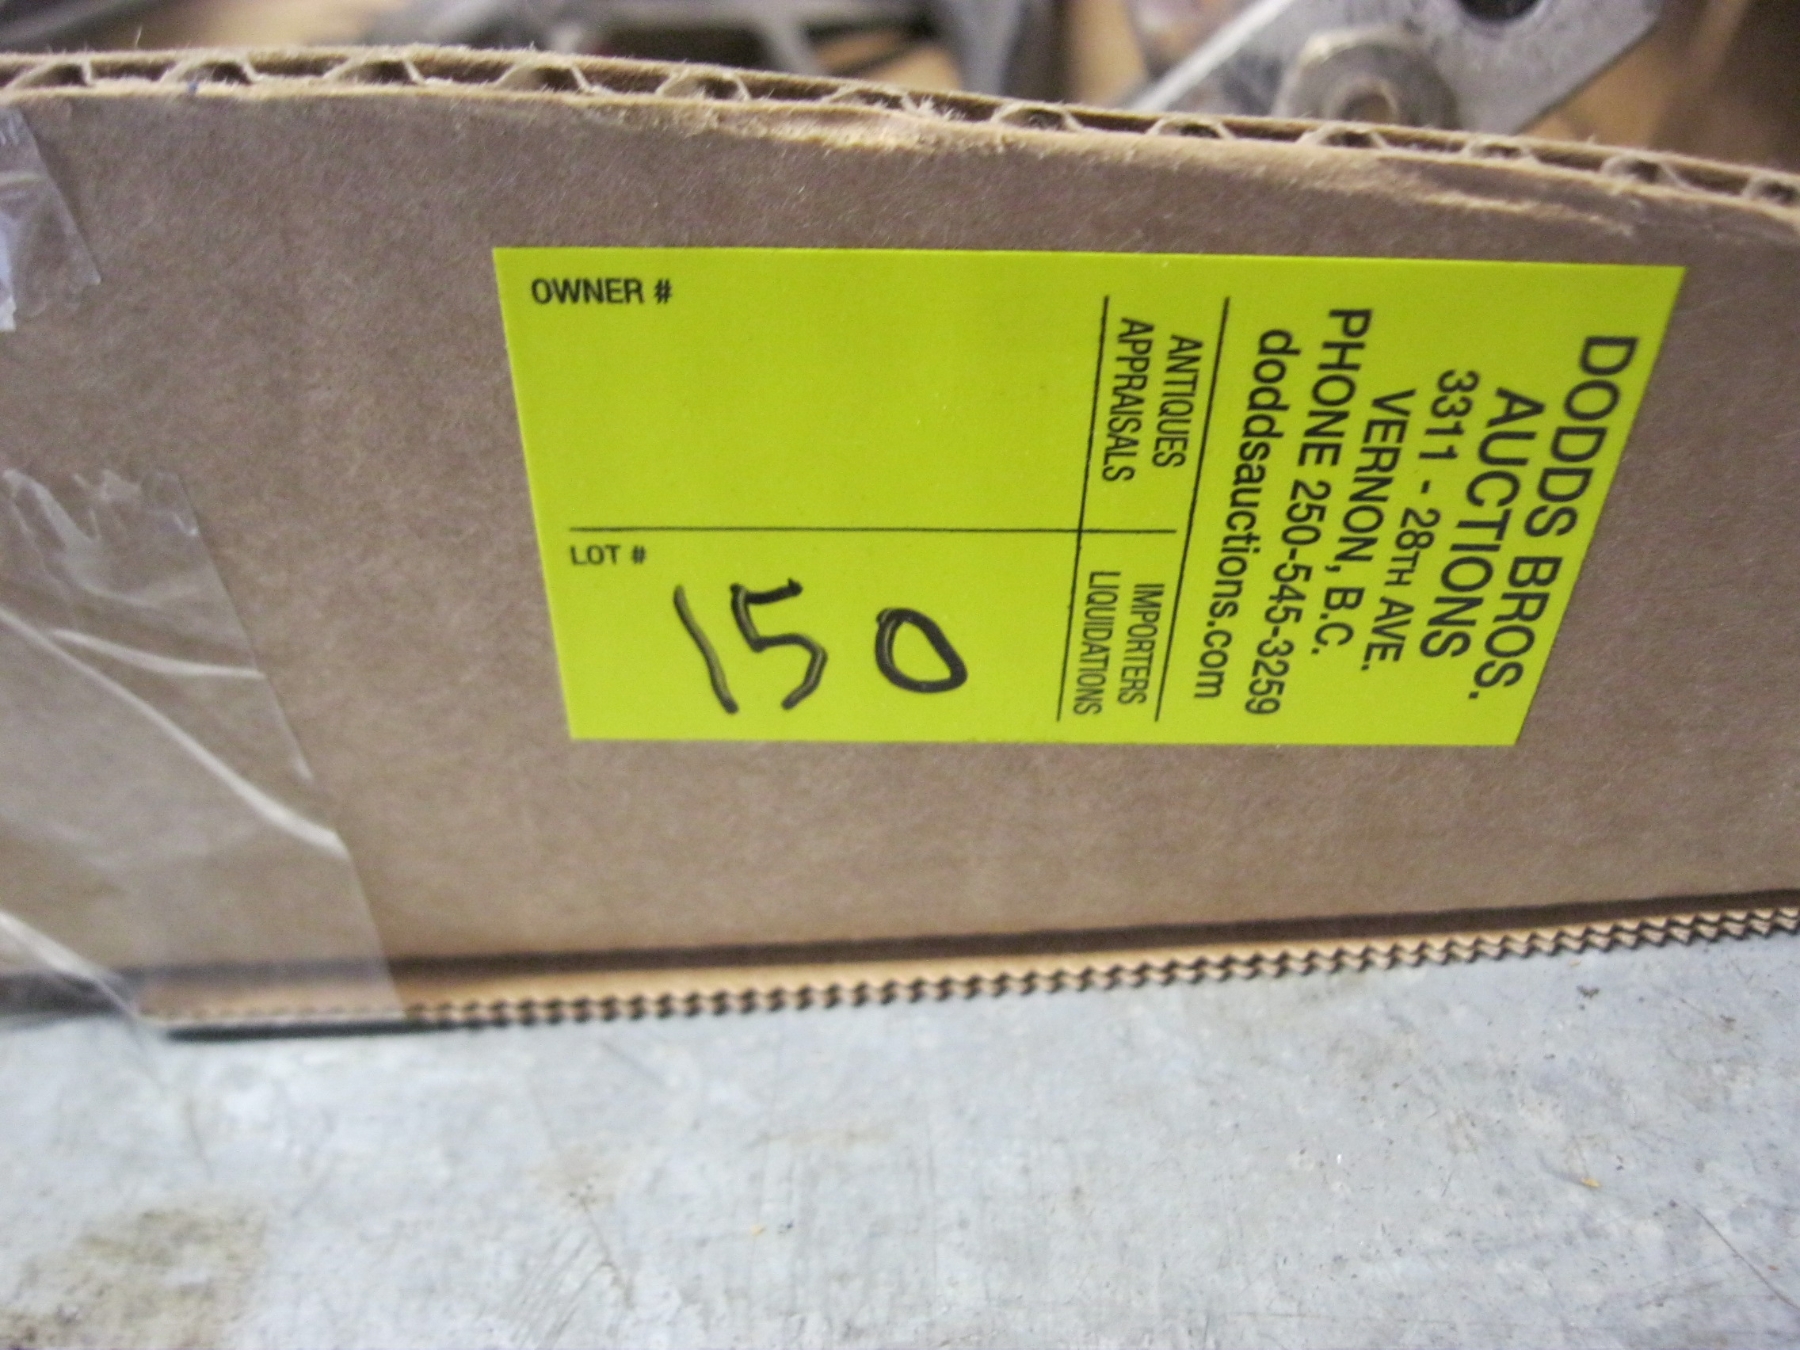 DODDS BROS.
AUCTIONS
3311 - 28TH AVE.
VERNON, B.C.
PHONE 250-545-3259
doddsauctions.com
ANTIQUES
APPRAISALS
IMPORTERS
LIQUIDATIONS
OWNER #
LOT #
150